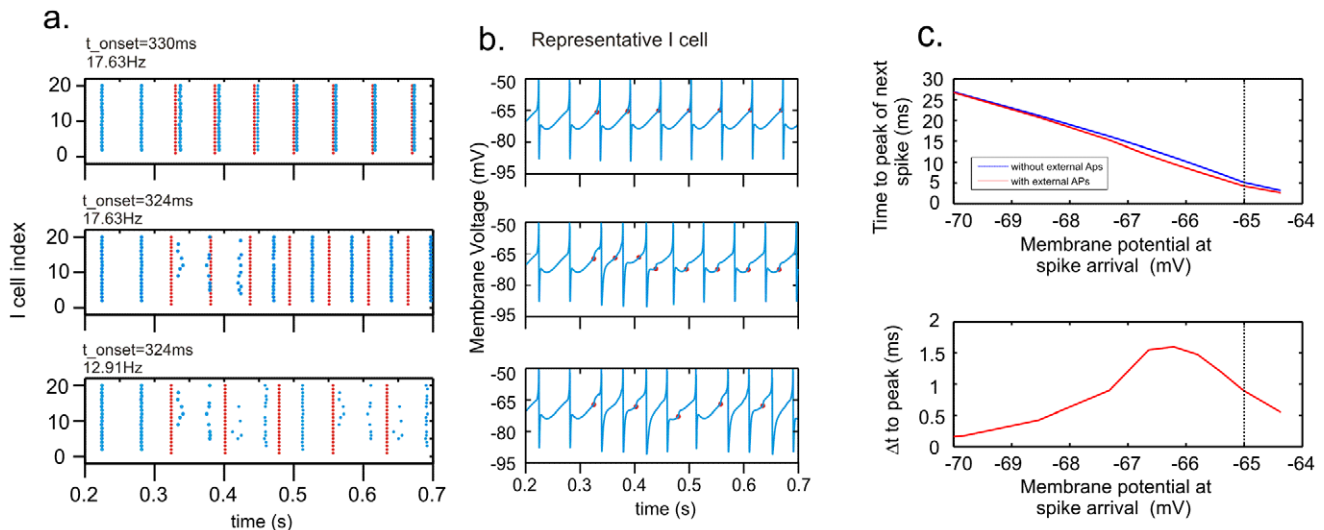 a.
t_onset=330ms
17.63Hz
20
10
0
t_onset=324ms
17.63Hz
20
10
0
t_onset=324ms
12.91Hz
20
10
0
0.2 0.3 0.4 0.5 0.6 0.7
time (s)
I cell index
b. Representative I cell
-50
-65
-80
-95
-50
-65
-80
-95
-50
-65
-80
-95
0.2 0.3 0.4 0.5 0.6 0.7
time (s)
Membrane Voltage (mV)
c.
30
25
20
15
10
5
0
without external Aps
with external APs
-70 -69 -68 -67 -66 -65 -64
Membrane potential at
spike arrival (mV)
Time to peak of next
spike (ms)
2
1.5
1
0.5
0
-70 -69 -68 -67 -66 -65 -64
Membrane potential at
spike arrival (mV)
Δt to peak (ms)